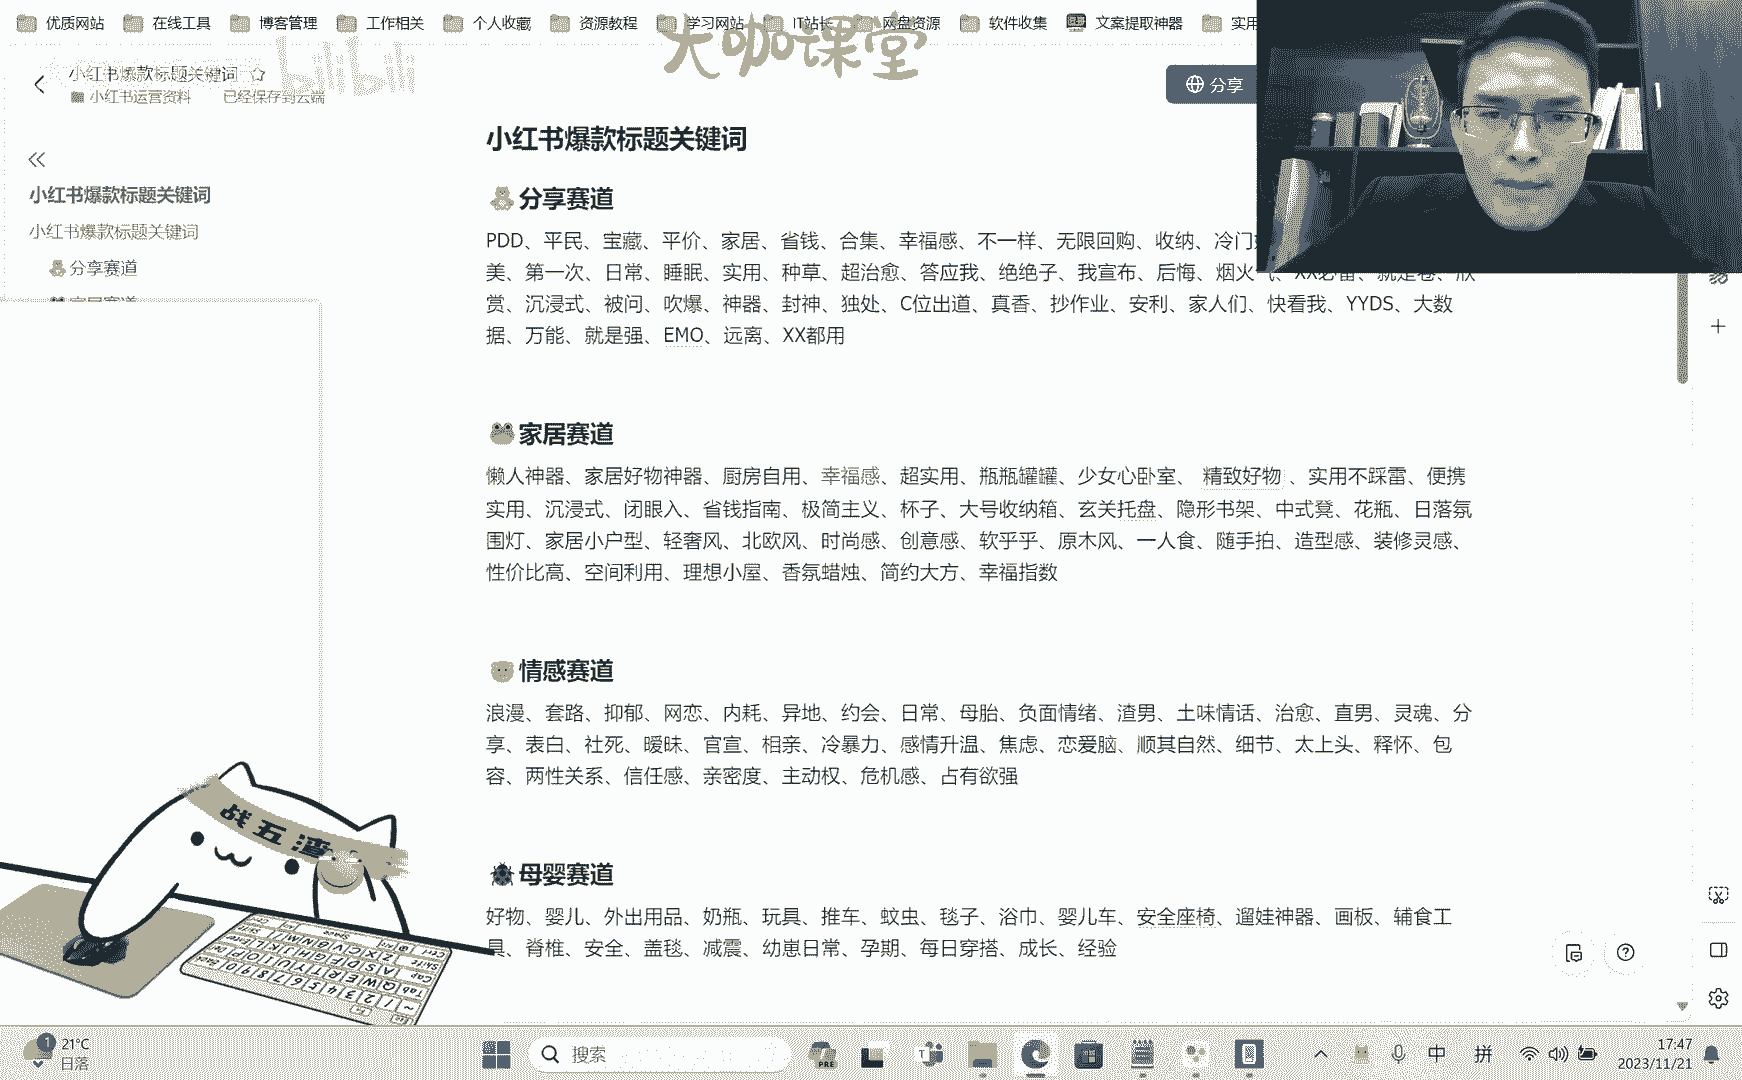 优质网站 在线工具 博客管理 工作相关 个人收藏 资源教程 学习网站 IT站长 网盘资源 软件收集 文案提取神器 实用
大咖课堂
bilibili
小红书爆款标题关键词
小红书运营资料 已经保存到云端
分享
小红书爆款标题关键词
小红书爆款标题关键词
分享赛道
家居赛道
小红书爆款标题关键词
分享赛道
PDD、平民、宝藏、平价、家居、省钱、合集、幸福感、不一样、无限回购、收纳、冷门
美、第一次、日常、睡眠、实用、种草、超治愈、答应我、绝绝子、我宣布、后悔、烟火气、XX必备、就是卷、欣
赏、沉浸式、被问、吹爆、神器、封神、独处、C位出道、真香、抄作业、安利、家人们、快看我、YYDS、大数
据、万能、就是强、EMO、远离、XX都用
家居赛道
懒人神器、家居好物神器、厨房自用、幸福感、超实用、瓶瓶罐罐、少女心卧室、 精致好物 、实用不踩雷、便携
实用、沉浸式、闭眼入、省钱指南、极简主义、杯子、大号收纳箱、玄关托盘、隐形书架、中式凳、花瓶、日落氛
围灯、家居小户型、轻奢风、北欧风、时尚感、创意感、软乎乎、原木风、一人食、随手拍、造型感、装修灵感、
性价比高、空间利用、理想小屋、香氛蜡烛、简约大方、幸福指数
情感赛道
浪漫、套路、抑郁、网恋、内耗、异地、约会、日常、母胎、负面情绪、渣男、土味情话、治愈、直男、灵魂、分
享、表白、社死、暧昧、官宣、相亲、冷暴力、感情升温、焦虑、恋爱脑、顺其自然、细节、太上头、释怀、包
容、两性关系、信任感、亲密度、主动权、危机感、占有欲强
母婴赛道
好物、婴儿、外出用品、奶瓶、玩具、推车、蚊虫、毯子、浴巾、婴儿车、安全座椅、遛娃神器、画板、辅食工
具、脊椎、安全、盖毯、减震、幼崽日常、孕期、每日穿搭、成长、经验
战五渣
1
21°C
日落
搜索
PRE
中 拼
17:47
2023/11/21